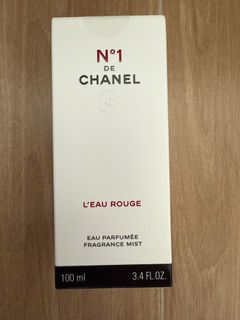 N°1
DE
CHANEL
L'EAU ROUGE
EAU PARFUMÉE
FRAGRANCE MIST
100 ml 3.4 FL.OZ.